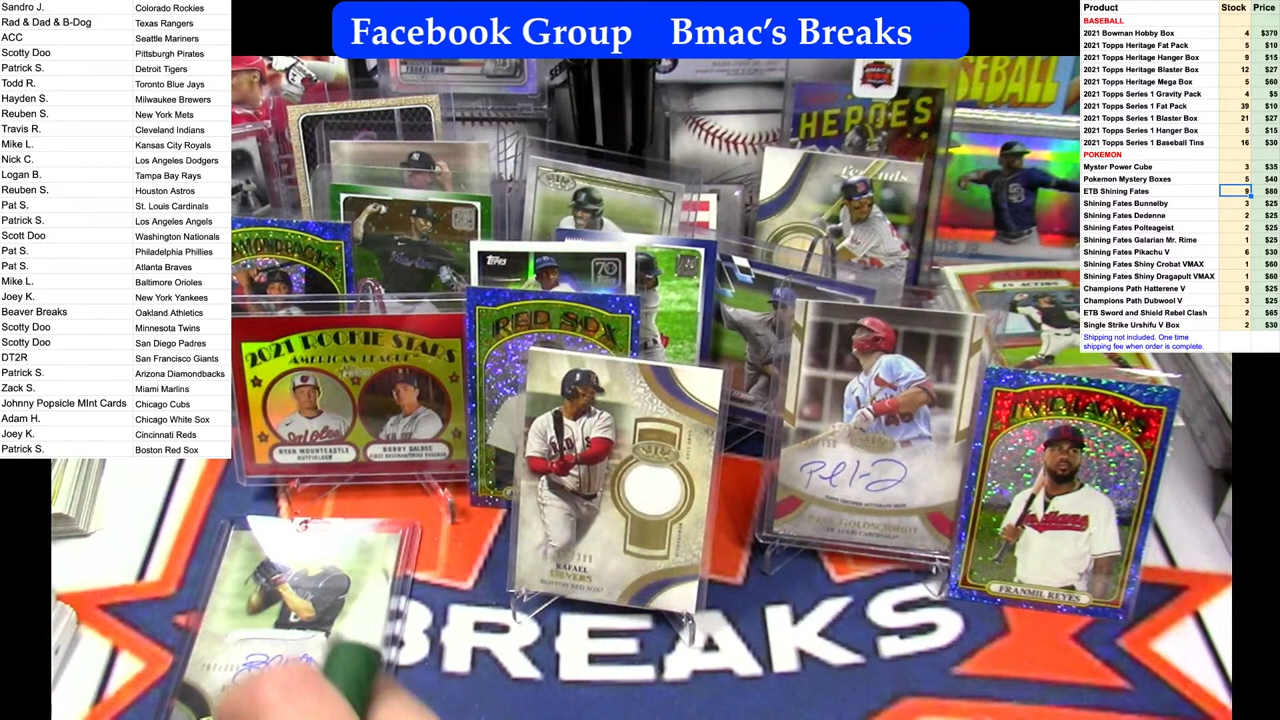 Sandro J. Colorado Rockies
Rad & Dad & B-Dog Texas Rangers
ACC Seattle Mariners
Scotty Doo Pittsburgh Pirates
Patrick S. Detroit Tigers
Todd R. Toronto Blue Jays
Hayden S. Milwaukee Brewers
Reuben S. New York Mets
Travis R. Cleveland Indians
Mike L. Kansas City Royals
Nick C. Los Angeles Dodgers
Logan B. Tampa Bay Rays
Reuben S. Houston Astros
Pat S. St. Louis Cardinals
Patrick S. Los Angeles Angels
Scott Doo Washington Nationals
Pat S. Philadelphia Phillies
Pat S. Atlanta Braves
Mike L. Baltimore Orioles
Joey K. New York Yankees
Beaver Breaks Oakland Athletics
Scotty Doo Minnesota Twins
Scotty Doo San Diego Padres
DT2R San Francisco Giants
Patrick S. Arizona Diamondbacks
Zack S. Miami Marlins
Johnny Popsicle MInt Cards Chicago Cubs
Adam H. Chicago White Sox
Joey K. Cincinnati Reds
Patrick S. Boston Red Sox
Facebook Group Bmac's Breaks
Product Stock Price
BASEBALL
2021 Bowman Hobby Box 4 $370
2021 Topps Heritage Fat Pack 5 $10
2021 Topps Heritage Hanger Box 9 $15
2021 Topps Heritage Blaster Box 12 $27
2021 Topps Heritage Mega Box 5 $60
2021 Topps Series 1 Gravity Pack 4 $5
2021 Topps Series 1 Fat Pack 39 $10
2021 Topps Series 1 Blaster Box 21 $27
2021 Topps Series 1 Hanger Box 5 $15
2021 Topps Series 1 Baseball Tins 16 $30
POKEMON
Myster Power Cube 3 $35
Pokemon Mystery Boxes 5 $40
ETB Shining Fates 9 $80
Shining Fates Bunnelby 3 $25
Shining Fates Dedenne 2 $25
Shining Fates Polteageist 2 $25
Shining Fates Galarian Mr. Rime 1 $25
Shining Fates Pikachu V 6 $30
Shining Fates Shiny Crobat VMAX 1 $60
Shining Fates Shiny Dragapult VMAX 1 $60
Champions Path Hatterene V 9 $25
Champions Path Dubwool V 3 $25
ETB Sword and Shield Rebel Clash 2 $65
Single Strike Urshifu V Box 2 $30
Shipping not included. One time
shipping fee when order is complete.
HEROES
BASEBALL
Topps
70
RED SOX
2021 ROOKIE STARS
AMERICAN LEAGUE
RYAN MOUNTCASTLE
OUTFIELDER
BOBBY DALBEC
FIRST BASEMAN/THIRD BASEMAN
RAFAEL
DEVERS
BOSTON RED SOX
PAUL GOLDSCHMIDT
ST. LOUIS CARDINALS
INDIANS
Indians
FRANMIL REYES
BREAKS